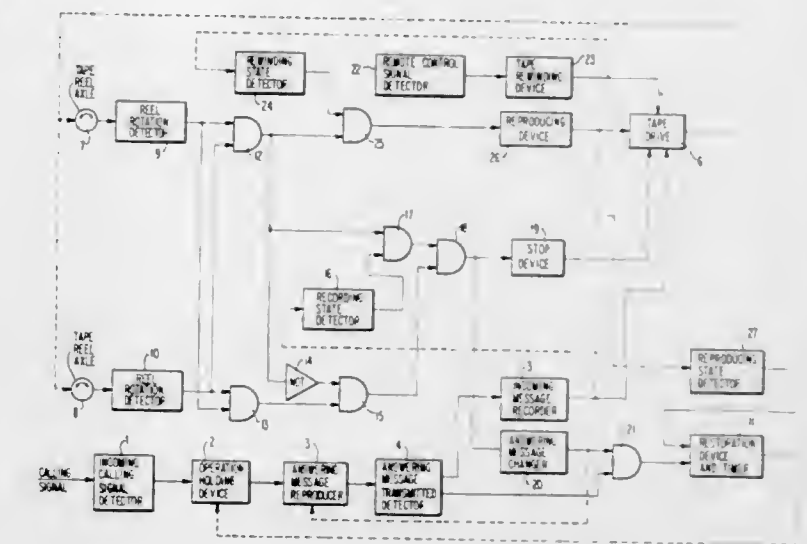 TAPE
REEL
AXLE
7
REEL
ROTATION
DETECTOR
9
REWINDING
STATE
DETECTOR
24
22
REMOTE CONTROL
SIGNAL
DETECTOR
TAPE
REWINDING
DEVICE
23
12
25
REPRODUCING
DEVICE
26
TAPE
DRIVE
6
17
18
19
STOP
DEVICE
16
RECORDING
STATE
DETECTOR
TAPE
REEL
AXLE
8
10
REEL
ROTATION
DETECTOR
13
14
NOT
15
INCOMING
MESSAGE
RECORDER
27
REPRODUCING
STATE
DETECTOR
CALLING
SIGNAL
1
INCOMING
CALLING
SIGNAL
DETECTOR
2
OPERATION
HOLDING
DEVICE
3
ANSWERING
MESSAGE
REPRODUCER
4
ANSWERING
MESSAGE
TRANSMITTED
DETECTOR
ANSWERING
MESSAGE
CHANGER
20
21
11
RESTORATION
DEVICE
AND TIMER